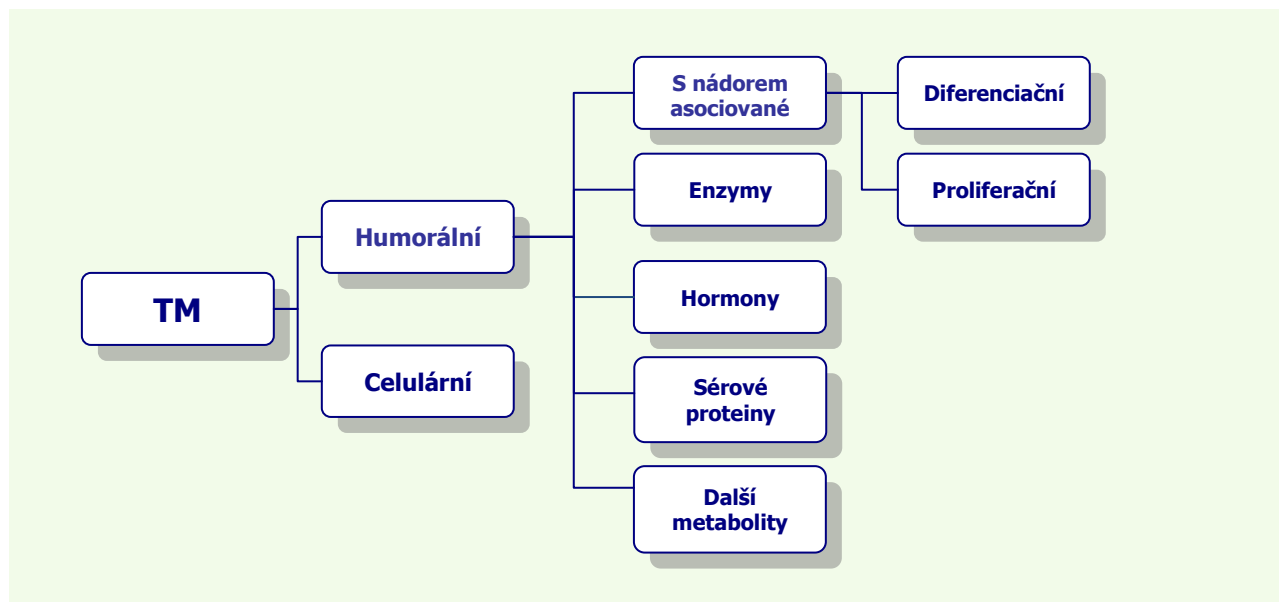 TM
Humorální
Celulární
S nádorem
asociované
Enzymy
Hormony
Sérové
proteiny
Další
metabolity
Diferenciační
Proliferační